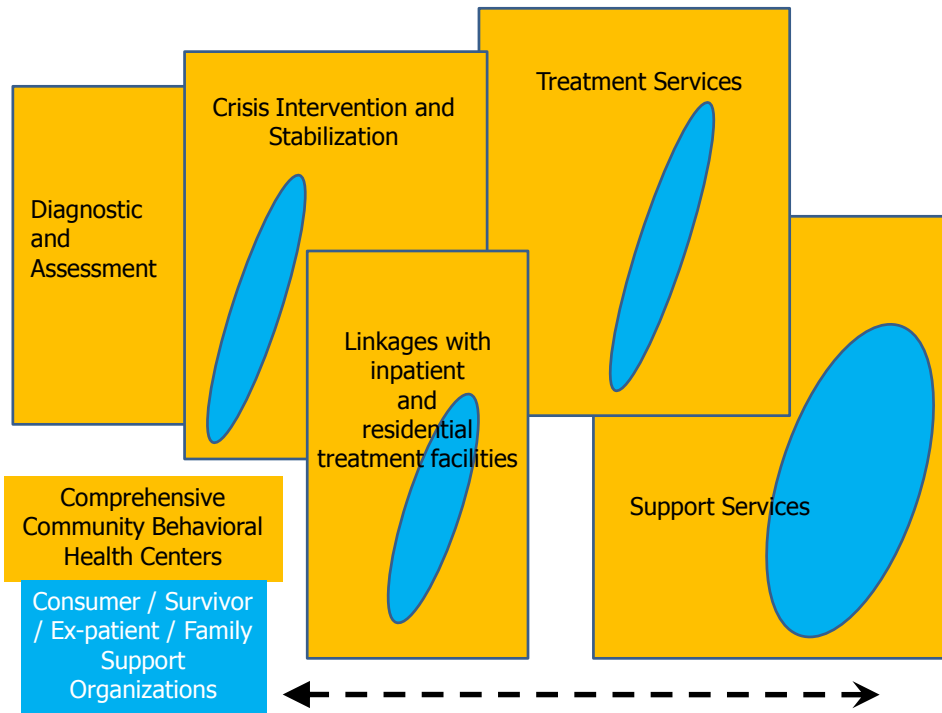 Treatment Services
Crisis Intervention and
Stabilization
Diagnostic
and
Assessment
Linkages with
inpatient
and
residential
treatment facilities
Support Services
Comprehensive
Community Behavioral
Health Centers
Consumer / Survivor
/ Ex-patient / Family
Support
Organizations